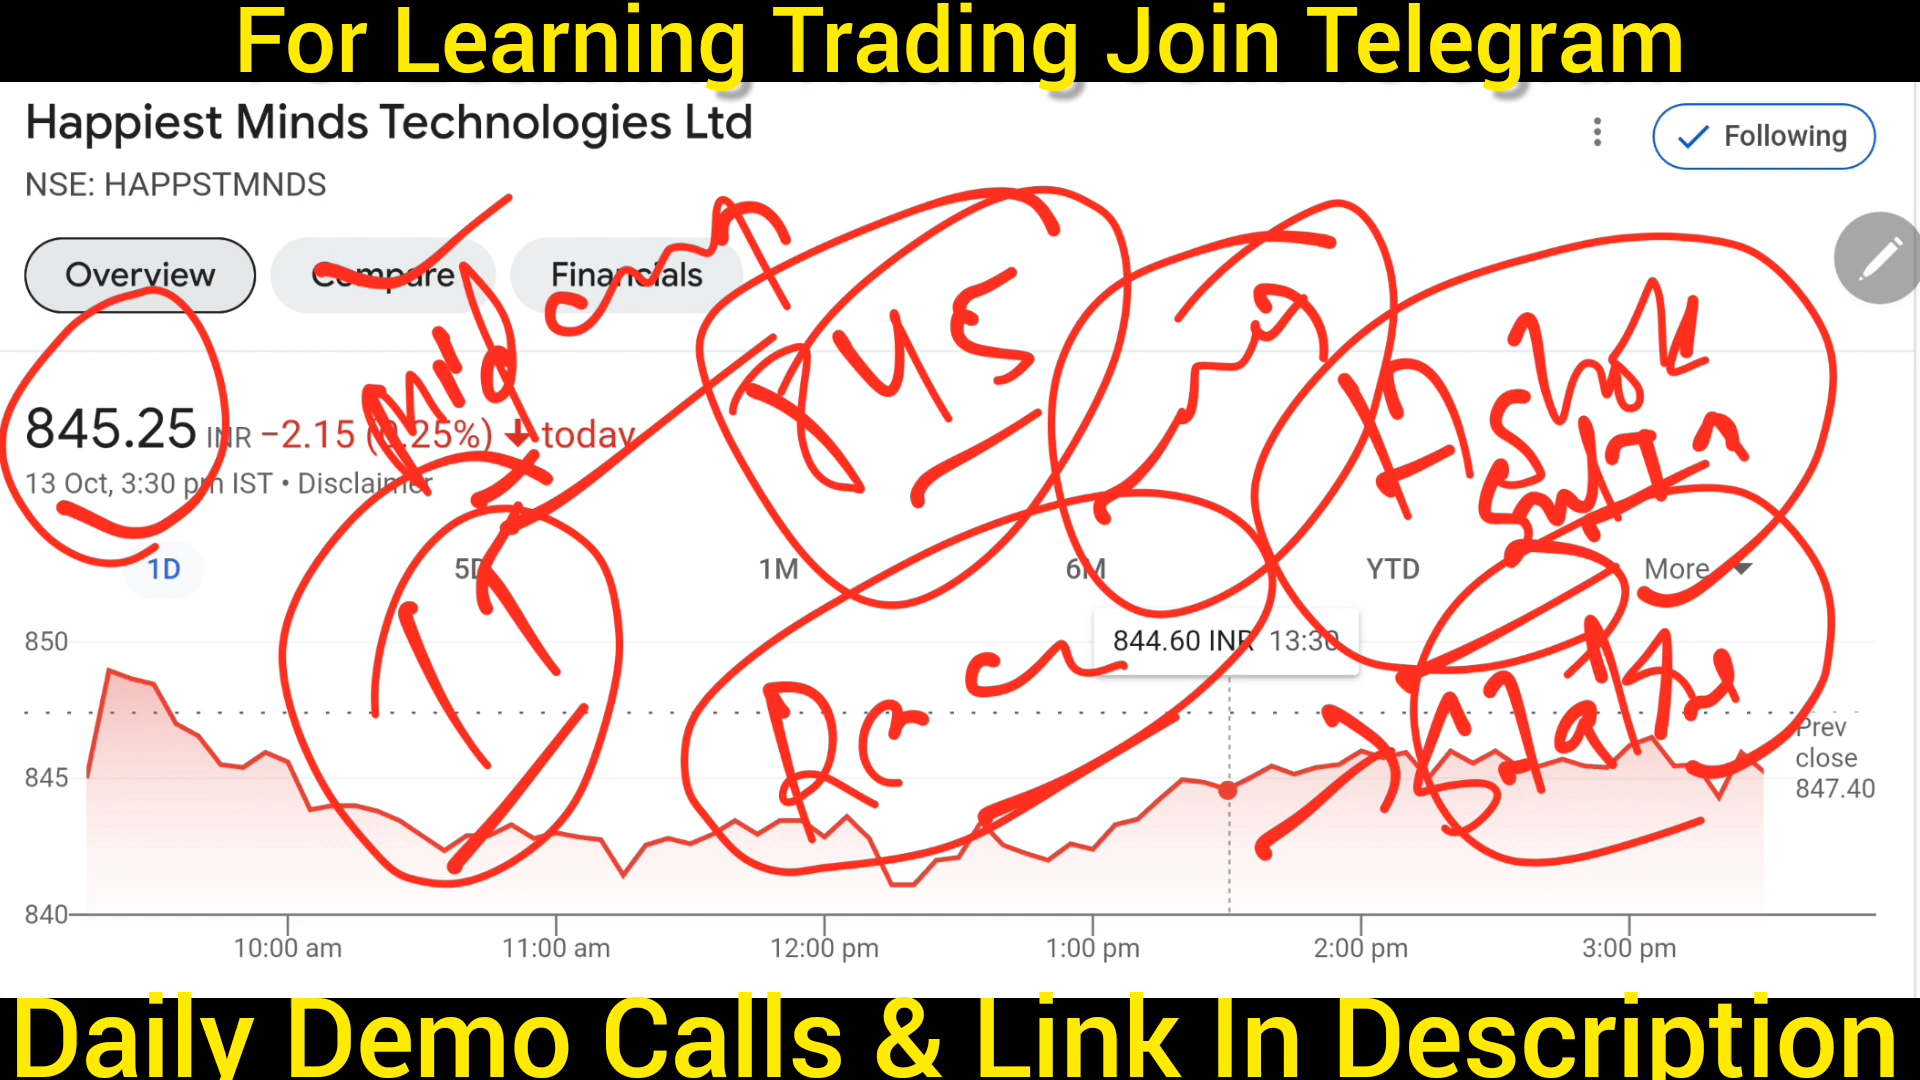 For Learning Trading Join Telegram
Happiest Minds Technologies Ltd
Following
NSE: HAPPSTMNDS
Overview Compare Financials
845.25 INR −2.15 (0.25%) ↓ today
13 Oct, 3:30 pm IST • Disclaimer
Mid
IT
1D 5D 1M 6M YTD More
844.60 INR 13:30
850
845
840
Prev
close
847.40
10:00 am 11:00 am 12:00 pm 1:00 pm 2:00 pm 3:00 pm
Daily Demo Calls & Link In Description